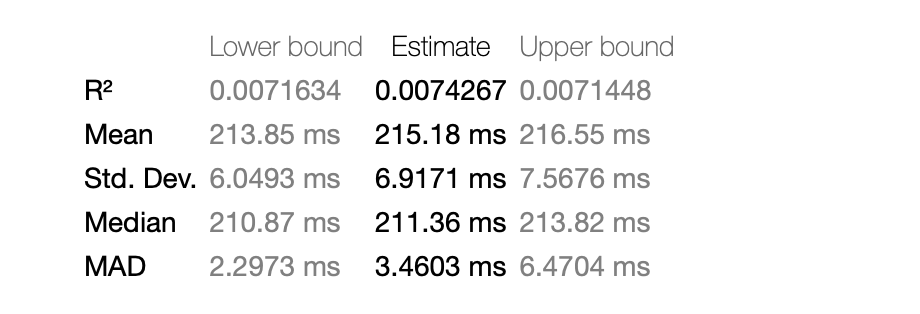 Lower bound Estimate Upper bound
R² 0.0071634 0.0074267 0.0071448
Mean 213.85 ms 215.18 ms 216.55 ms
Std. Dev. 6.0493 ms 6.9171 ms 7.5676 ms
Median 210.87 ms 211.36 ms 213.82 ms
MAD 2.2973 ms 3.4603 ms 6.4704 ms